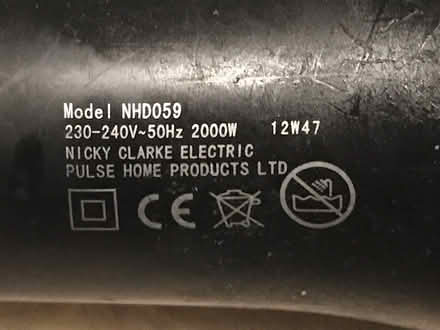 Model NHD059
230-240V~50Hz 2000W 12W47
NICKY CLARKE ELECTRIC
PULSE HOME PRODUCTS LTD
CE